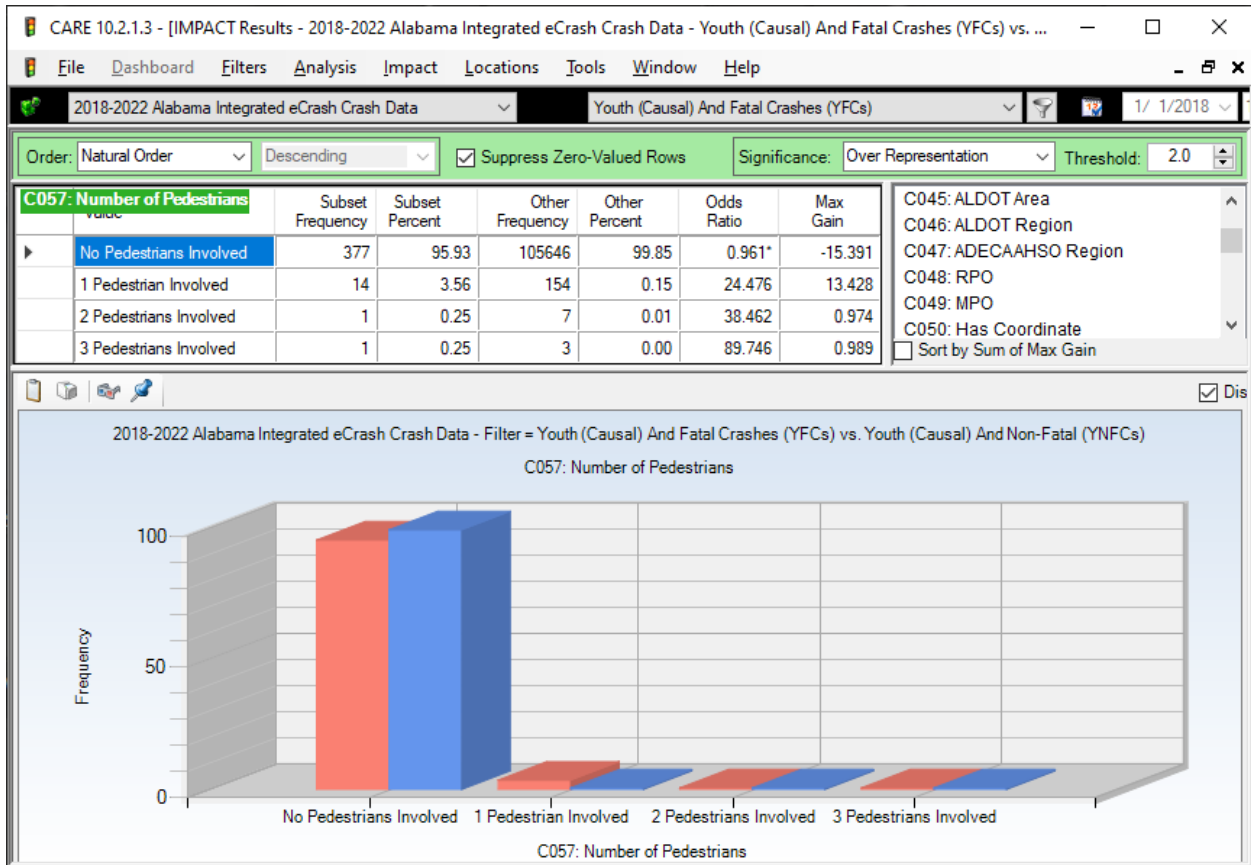 CARE 10.2.1.3 - [IMPACT Results - 2018-2022 Alabama Integrated eCrash Crash Data - Youth (Causal) And Fatal Crashes (YFCs) vs. ...
File Dashboard Filters Analysis Impact Locations Tools Window Help
2018-2022 Alabama Integrated eCrash Crash Data Youth (Causal) And Fatal Crashes (YFCs) 1/ 1/2018
Order: Natural Order Descending Suppress Zero-Valued Rows Significance: Over Representation Threshold: 2.0
C057: Number of Pedestrians Subset Frequency Subset Percent Other Frequency Other Percent Odds Ratio Max Gain
No Pedestrians Involved 377 95.93 105646 99.85 0.961* -15.391
1 Pedestrian Involved 14 3.56 154 0.15 24.476 13.428
2 Pedestrians Involved 1 0.25 7 0.01 38.462 0.974
3 Pedestrians Involved 1 0.25 3 0.00 89.746 0.989
C045: ALDOT Area
C046: ALDOT Region
C047: ADECAAHSO Region
C048: RPO
C049: MPO
C050: Has Coordinate
Sort by Sum of Max Gain
Dis
2018-2022 Alabama Integrated eCrash Crash Data - Filter = Youth (Causal) And Fatal Crashes (YFCs) vs. Youth (Causal) And Non-Fatal (YNFCs)
C057: Number of Pedestrians
100
50
0
Frequency
No Pedestrians Involved 1 Pedestrian Involved 2 Pedestrians Involved 3 Pedestrians Involved
C057: Number of Pedestrians